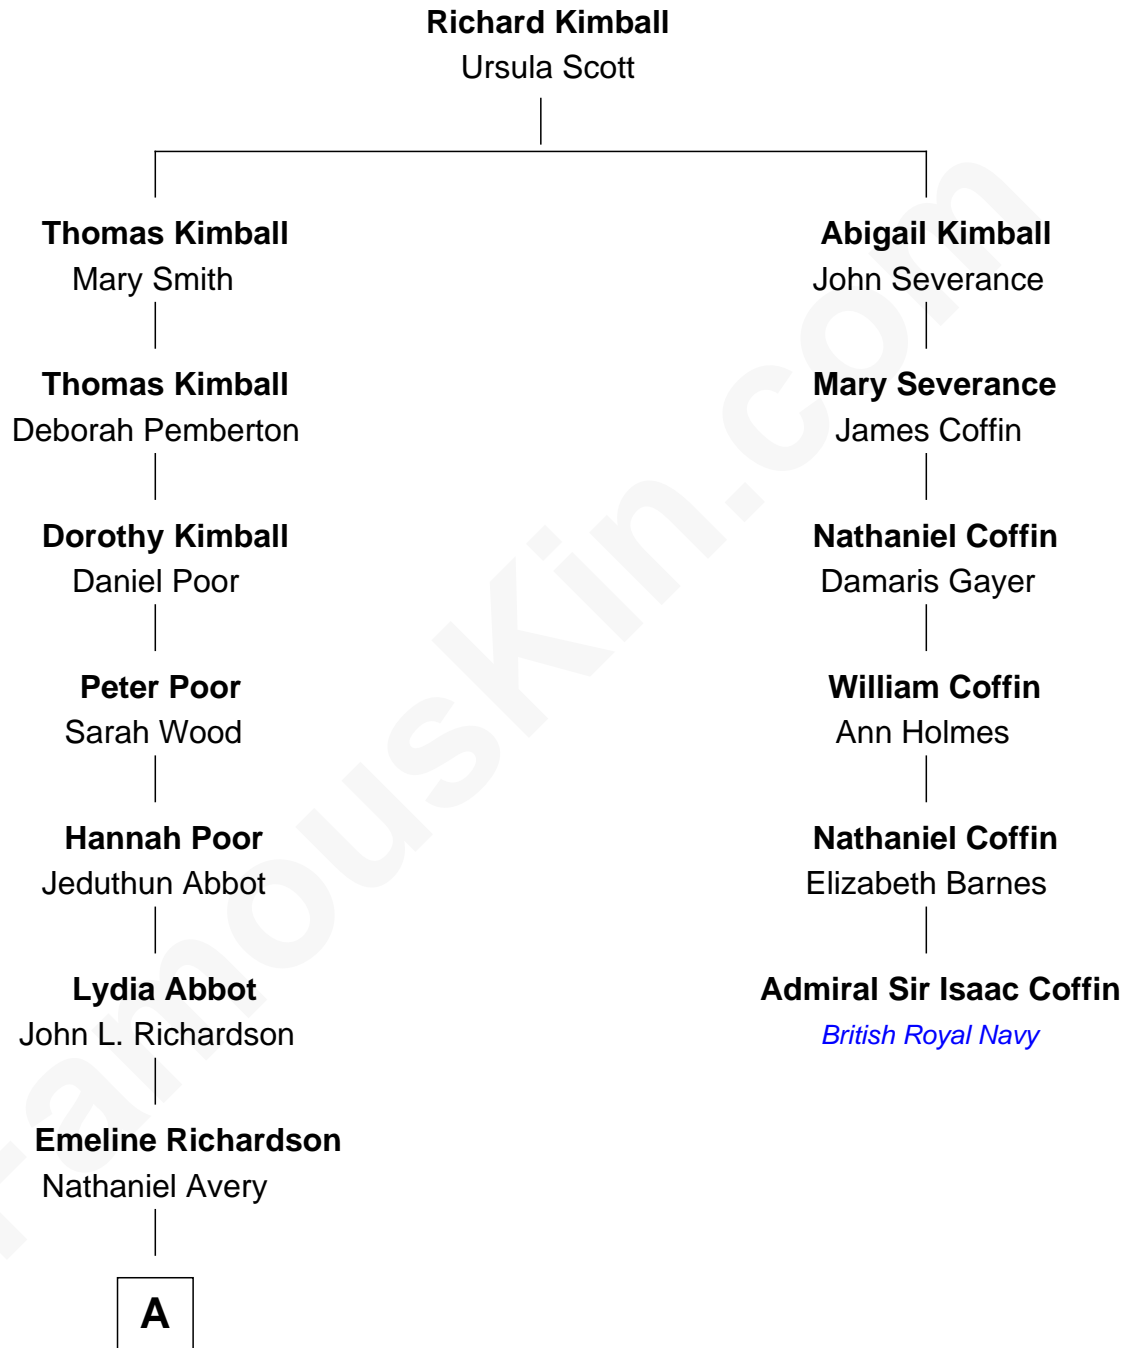 Richard Kimball
Ursula Scott
Thomas Kimball
Mary Smith
Thomas Kimball
Deborah Pemberton
Dorothy Kimball
Daniel Poor
Peter Poor
Sarah Wood
Hannah Poor
Jeduthun Abbot
Lydia Abbot
John L. Richardson
Emeline Richardson
Nathaniel Avery
A
Abigail Kimball
John Severance
Mary Severance
James Coffin
Nathaniel Coffin
Damaris Gayer
William Coffin
Ann Holmes
Nathaniel Coffin
Elizabeth Barnes
Admiral Sir Isaac Coffin
British Royal Navy
FamousKin.com